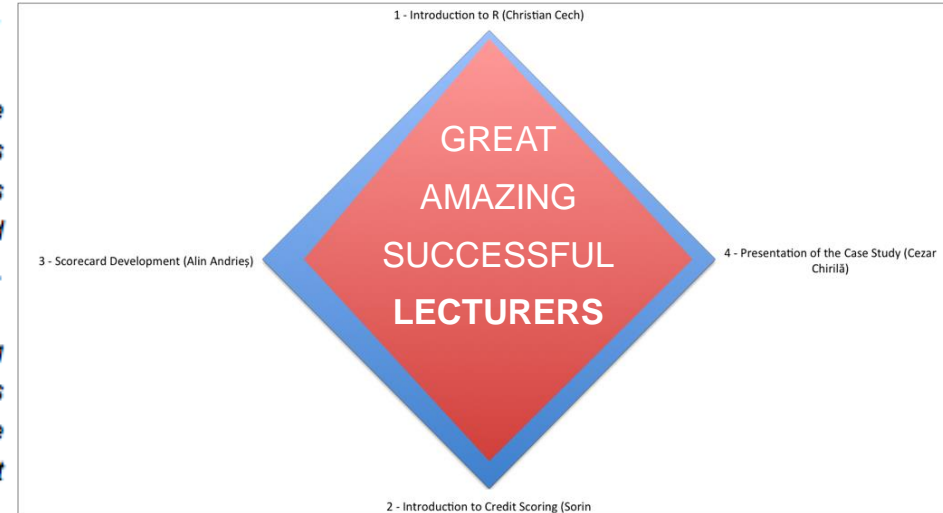 1 - Introduction to R (Christian Cech)
GREAT
AMAZING
SUCCESSFUL
LECTURERS
3 - Scorecard Development (Alin Andrieș)
4 - Presentation of the Case Study (Cezar
Chirilă)
2 - Introduction to Credit Scoring (Sorin